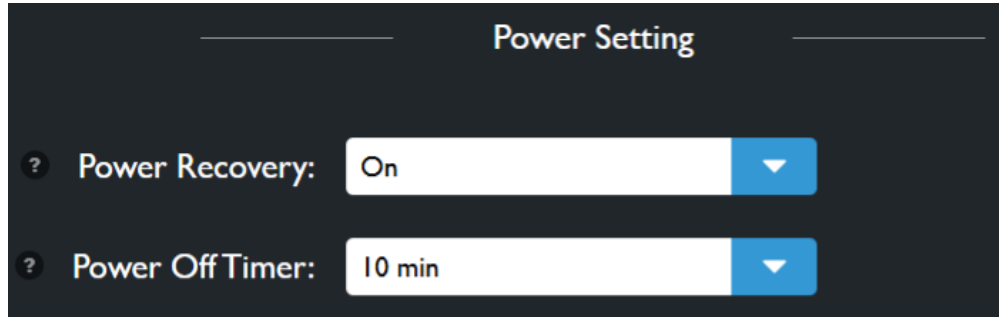 Power Setting
? Power Recovery: On
? Power Off Timer: 10 min